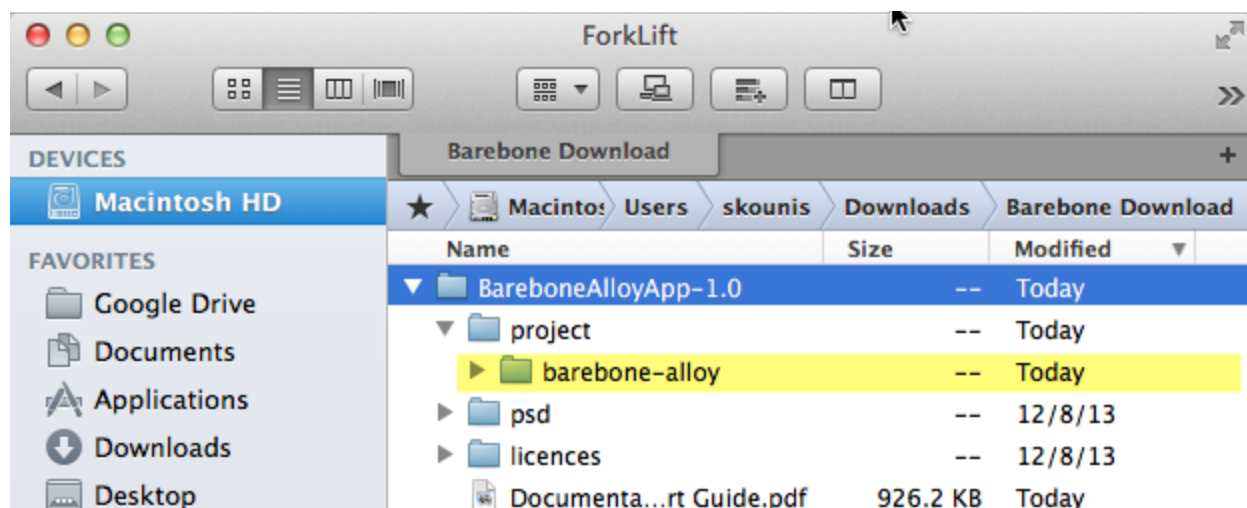 ForkLift
DEVICES
Macintosh HD
FAVORITES
Google Drive
Documents
Applications
Downloads
Desktop
Barebone Download +
Macintos Users skounis Downloads Barebone Download
Name Size Modified
BareboneAlloyApp-1.0 -- Today
project -- Today
barebone-alloy -- Today
psd -- 12/8/13
licences -- 12/8/13
Documenta...rt Guide.pdf 926.2 KB Today